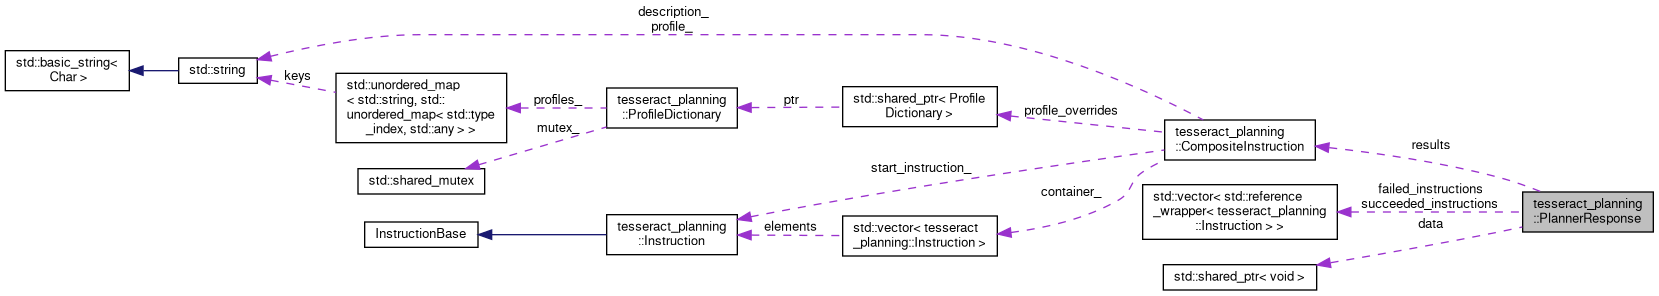 description_
profile_
std::basic_string<
Char >
std::string
keys
std::unordered_map
< std::string, std::
unordered_map< std::type
_index, std::any > >
profiles_
mutex_
std::shared_mutex
tesseract_planning
::ProfileDictionary
ptr
std::shared_ptr< Profile
Dictionary >
profile_overrides
tesseract_planning
::CompositeInstruction
results
start_instruction_
container_
InstructionBase
tesseract_planning
::Instruction
elements
std::vector< tesseract
_planning::Instruction >
std::vector< std::reference
_wrapper< tesseract_planning
::Instruction > >
failed_instructions
succeeded_instructions
data
std::shared_ptr< void >
tesseract_planning
::PlannerResponse